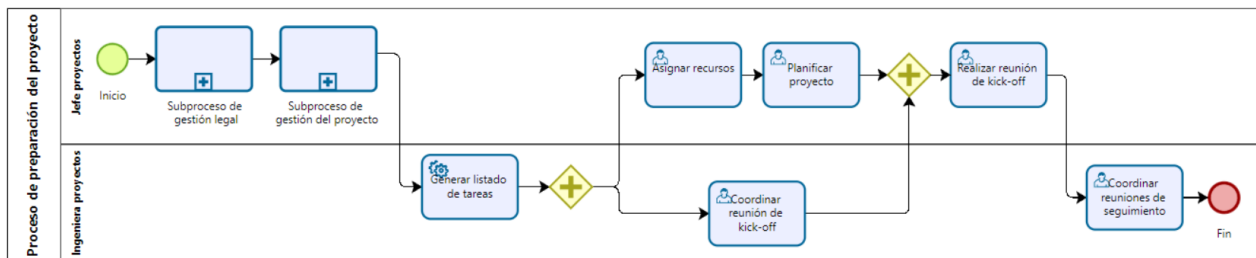 Proceso de preparación del proyecto
Jefe proyectos
Inicio
Subproceso de
gestión legal
Subproceso de
gestión del proyecto
Asignar recursos
Planificar
proyecto
Realizar reunión
de kick-off
Ingeniera proyectos
Generar listado
de tareas
Coordinar
reunión de
kick-off
Coordinar
reuniones de
seguimiento
Fin